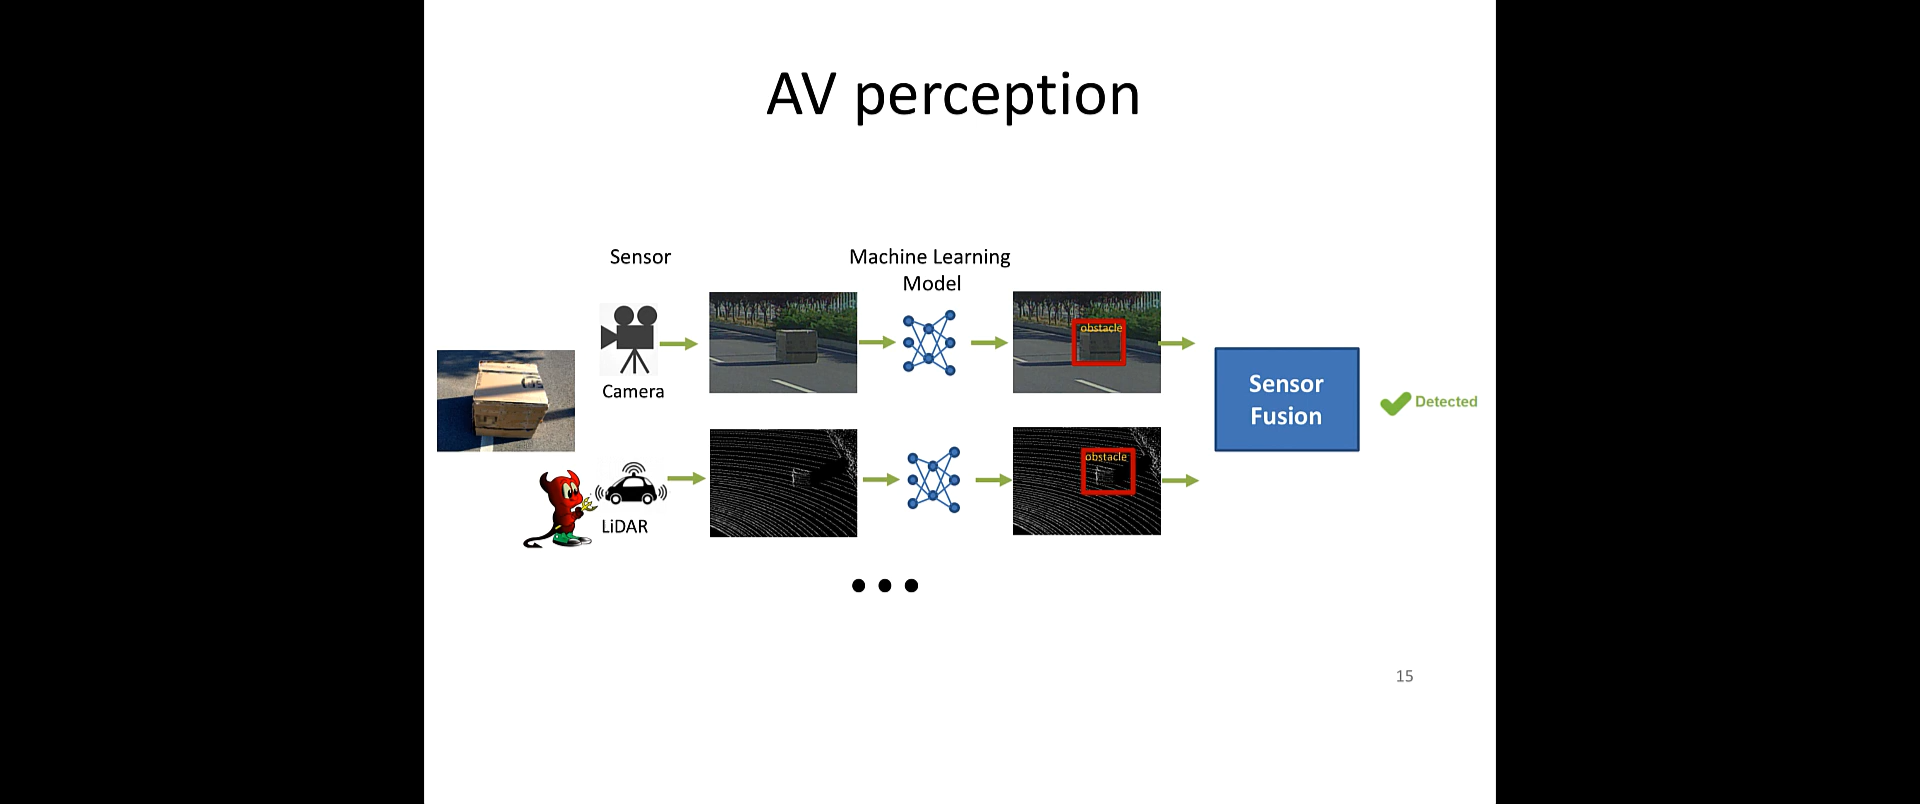 AV perception
Sensor
Machine Learning
Model
Camera
obstacle
LiDAR
obstacle
Sensor
Fusion
Detected
15